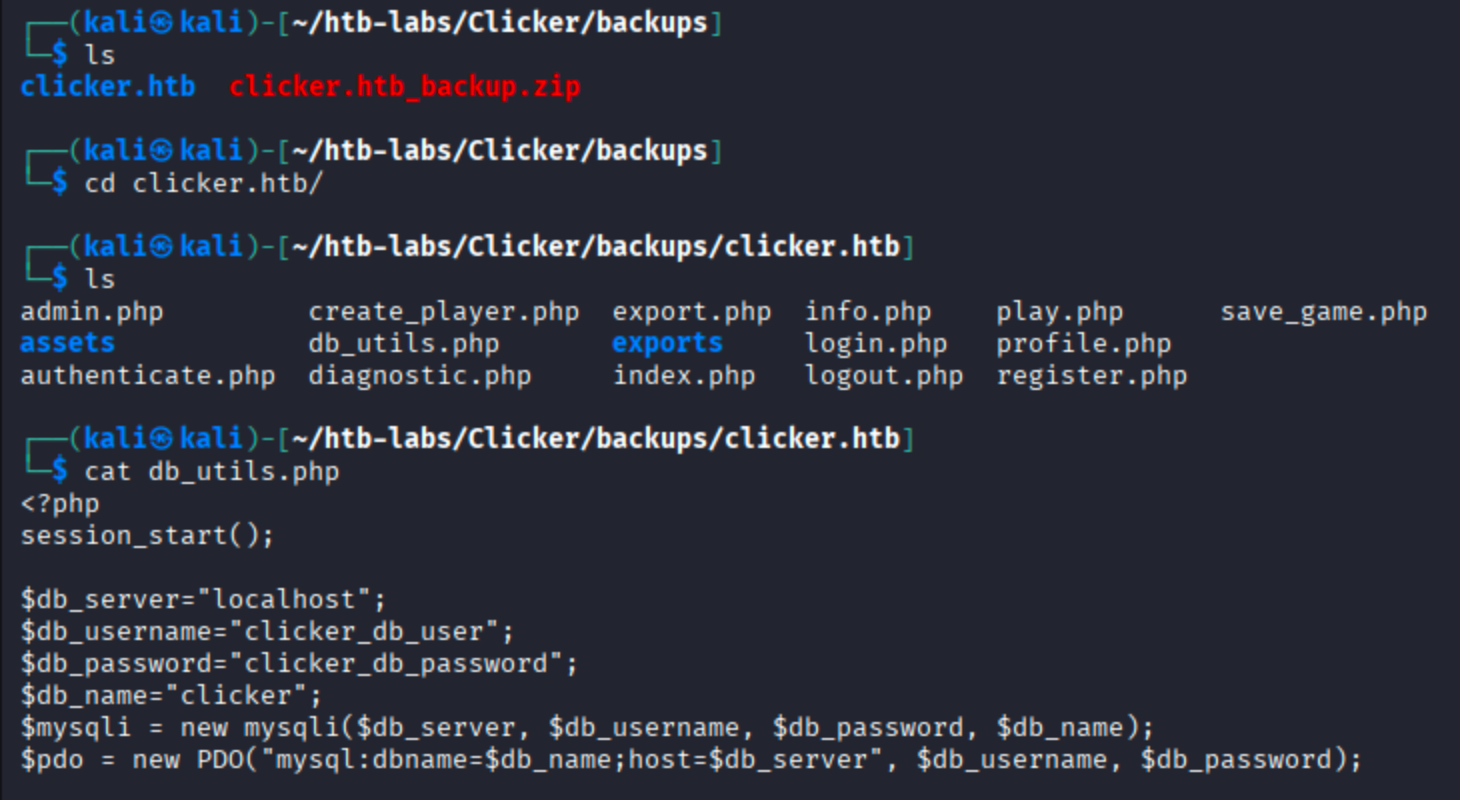 ┌──(kali㉿kali)-[~/htb-labs/Clicker/backups]
└─$ ls
clicker.htb  clicker.htb_backup.zip
┌──(kali㉿kali)-[~/htb-labs/Clicker/backups]
└─$ cd clicker.htb/
┌──(kali㉿kali)-[~/htb-labs/Clicker/backups/clicker.htb]
└─$ ls
admin.php         create_player.php  export.php  info.php    play.php      save_game.php
assets            db_utils.php       exports     login.php   profile.php
authenticate.php  diagnostic.php     index.php   logout.php  register.php
┌──(kali㉿kali)-[~/htb-labs/Clicker/backups/clicker.htb]
└─$ cat db_utils.php
<?php
session_start();
$db_server="localhost";
$db_username="clicker_db_user";
$db_password="clicker_db_password";
$db_name="clicker";
$mysqli = new mysqli($db_server, $db_username, $db_password, $db_name);
$pdo = new PDO("mysql:dbname=$db_name;host=$db_server", $db_username, $db_password);